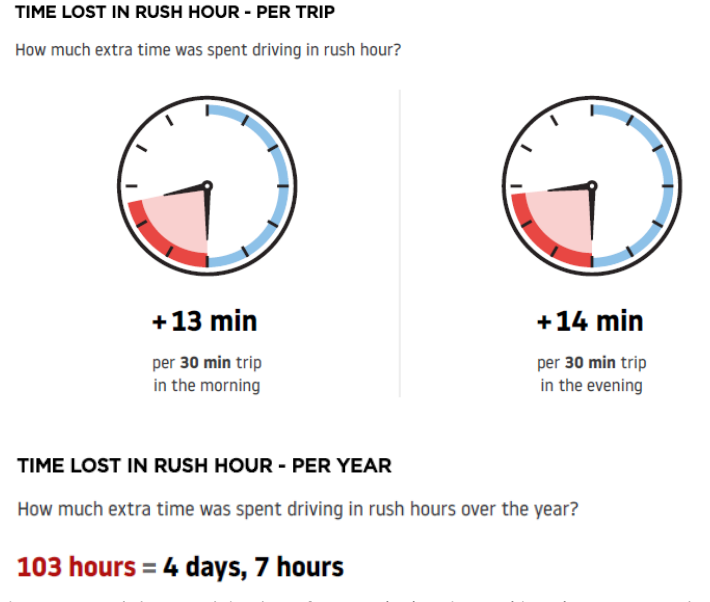 TIME LOST IN RUSH HOUR - PER TRIP
How much extra time was spent driving in rush hour?
+13 min
per 30 min trip
in the morning
+14 min
per 30 min trip
in the evening
TIME LOST IN RUSH HOUR - PER YEAR
How much extra time was spent driving in rush hours over the year?
103 hours = 4 days, 7 hours